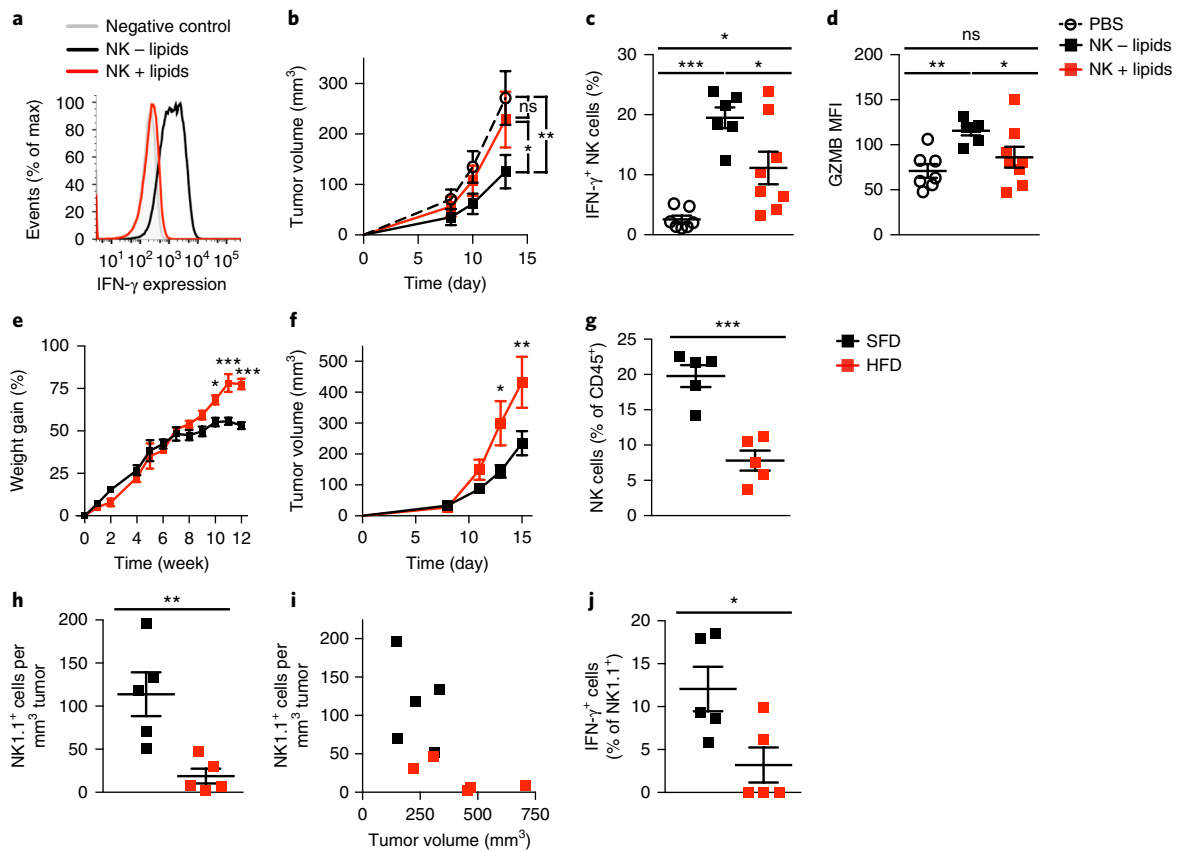 a
Negative control
NK – lipids
NK + lipids
Events (% of max)
100
80
60
40
20
0
10¹ 10² 10³ 10⁴ 10⁵
IFN-γ expression
b
Tumor volume (mm³)
300
200
100
0
0 5 10 15
Time (day)
ns
*
**
c
IFN-γ⁺ NK cells (%)
30
20
10
0
*
*** *
d
GZMB MFI
200
150
100
50
0
ns
** *
PBS
NK – lipids
NK + lipids
e
Weight gain (%)
100
75
50
25
0
0 2 4 6 8 10 12
Time (week)
*
***
***
f
Tumor volume (mm³)
500
400
300
200
100
0
0 5 10 15
Time (day)
*
**
g
NK cells (% of CD45⁺)
25
20
15
10
5
0
***
SFD
HFD
h
NK1.1⁺ cells per
mm³ tumor
200
150
100
50
0
**
i
NK1.1⁺ cells per
mm³ tumor
200
150
100
50
0
0 250 500 750
Tumor volume (mm³)
j
IFN-γ⁺ cells
(% of NK1.1⁺)
20
15
10
5
0
*